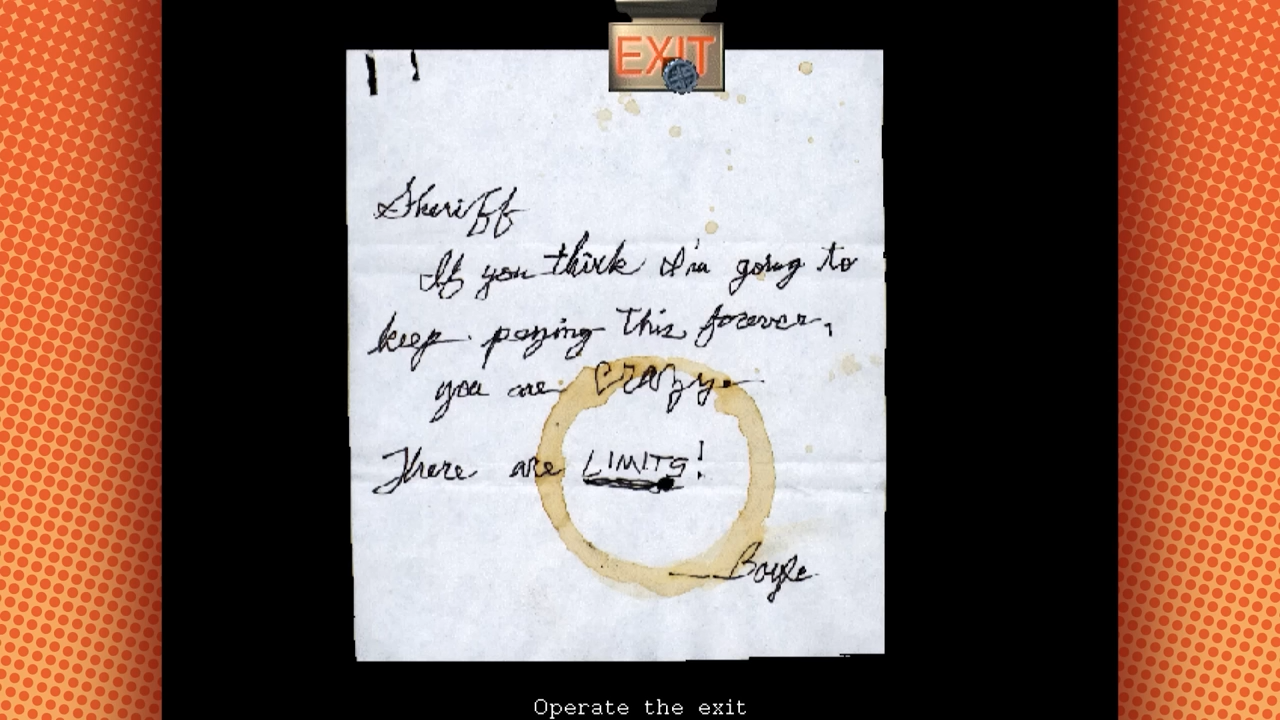 EXIT
Sheriff
If you think I'm going to
keep paying this forever,
you are crazy.
There are LIMITS!
—Boyle
Operate the exit